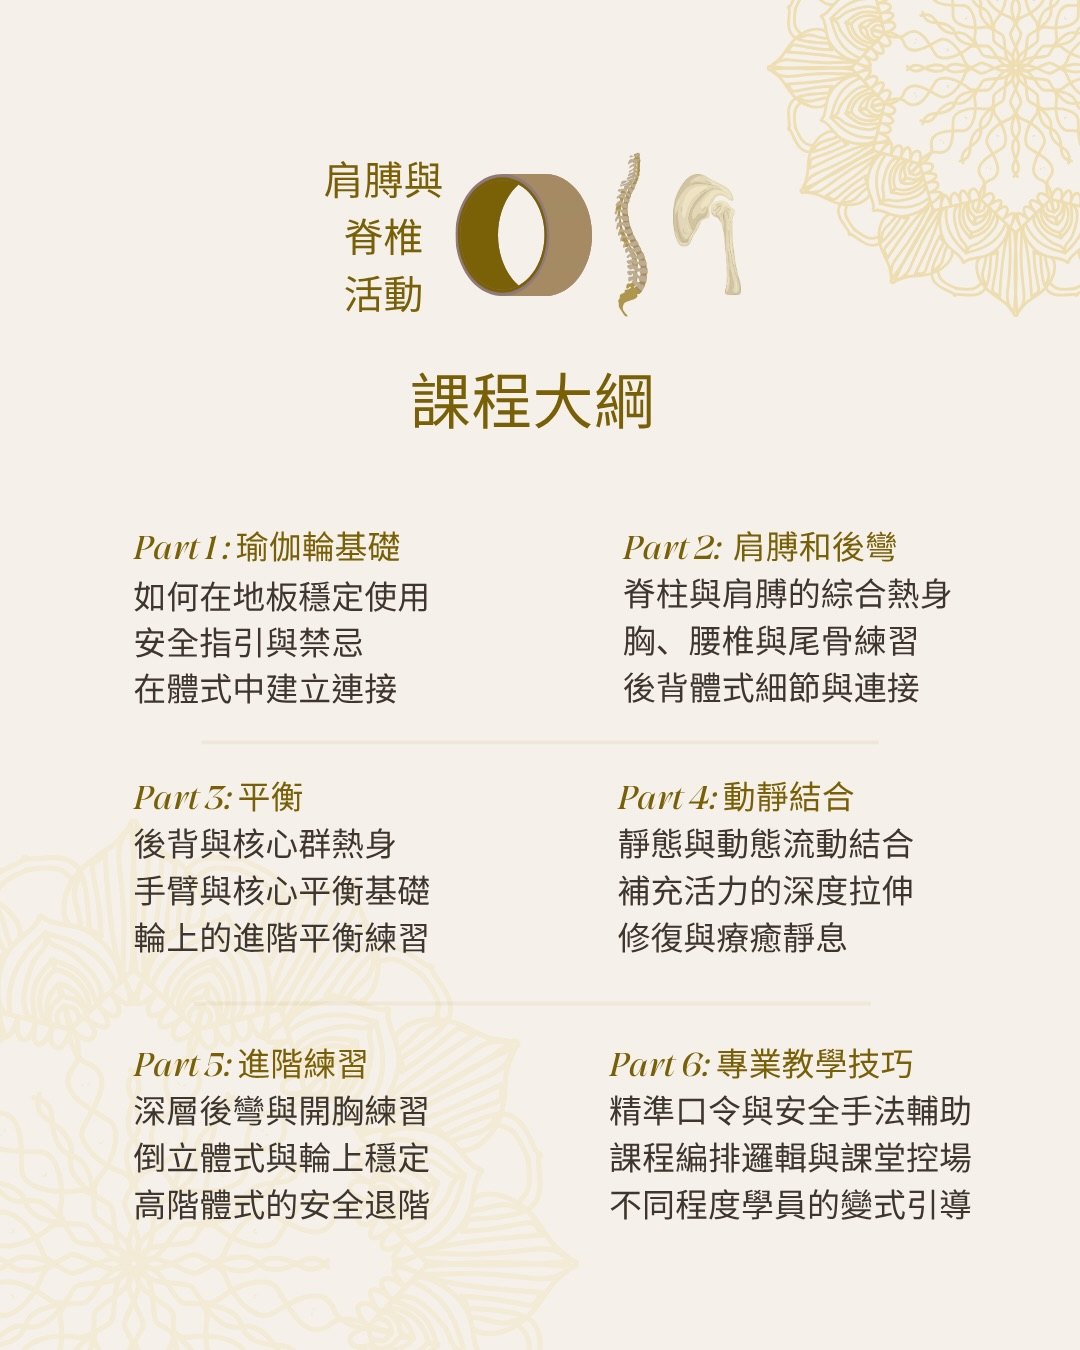 肩膊與
脊椎
活動
課程大綱
Part 1 : 瑜伽輪基礎
如何在地板穩定使用
安全指引與禁忌
在體式中建立連接
Part 2: 肩膊和後彎
脊柱與肩膊的綜合熱身
胸、腰椎與尾骨練習
後背體式細節與連接
Part 3: 平衡
後背與核心群熱身
手臂與核心平衡基礎
輪上的進階平衡練習
Part 4: 動靜結合
靜態與動態流動結合
補充活力的深度拉伸
修復與療癒靜息
Part 5: 進階練習
深層後彎與開胸練習
倒立體式與輪上穩定
高階體式的安全退階
Part 6: 專業教學技巧
精準口令與安全手法輔助
課程編排邏輯與課堂控場
不同程度學員的變式引導